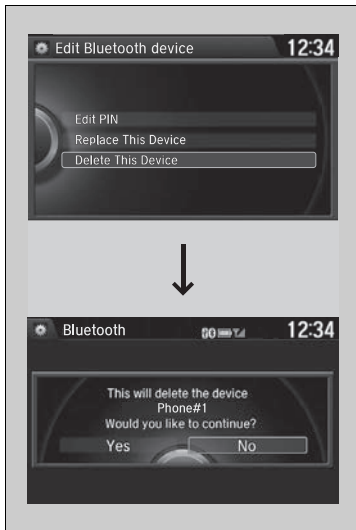 Edit Bluetooth device 12:34
Edit PIN
Replace This Device
Delete This Device
Bluetooth 12:34
This will delete the device
Phone#1
Would you like to continue?
Yes No